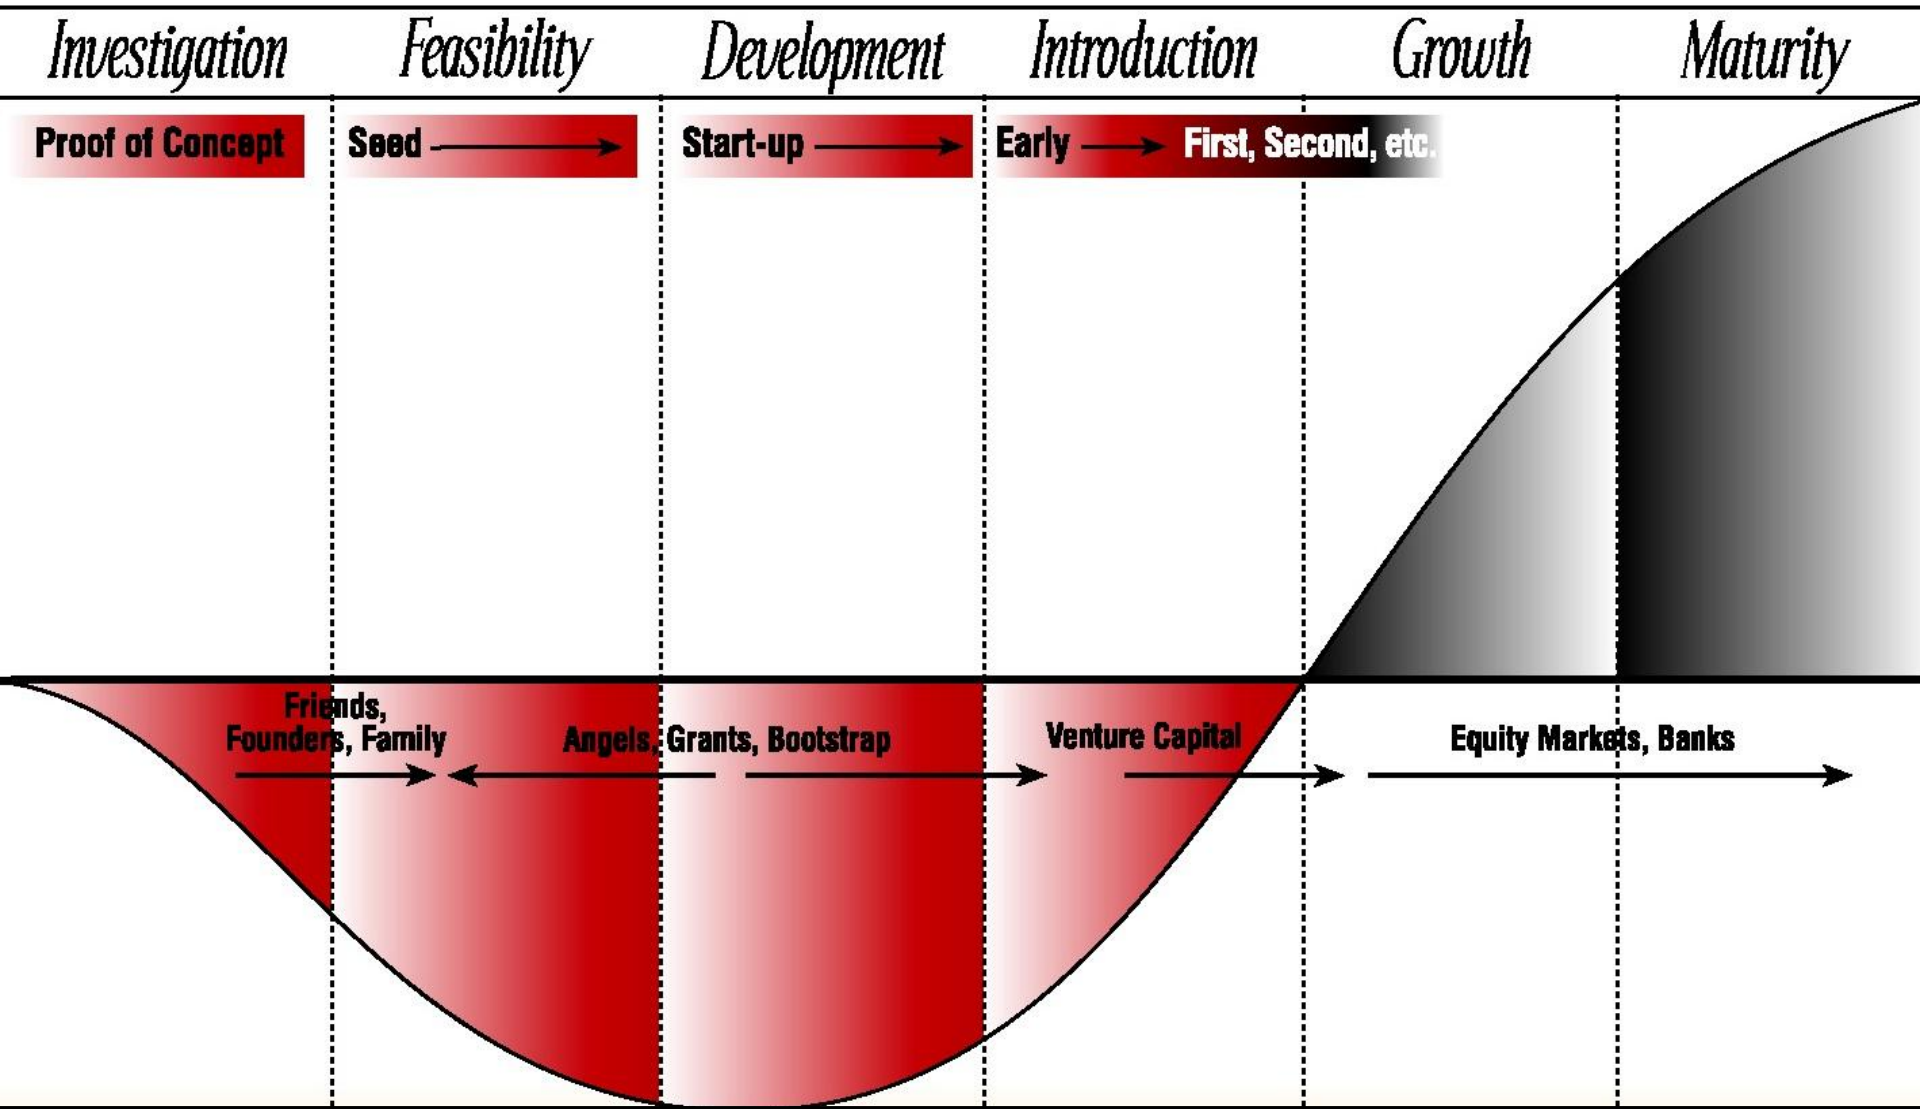 Investigation Feasibility Development Introduction Growth Maturity
Proof of Concept Seed Start-up Early First, Second, etc.
Friends,
Founders, Family Angels, Grants, Bootstrap Venture Capital Equity Markets, Banks